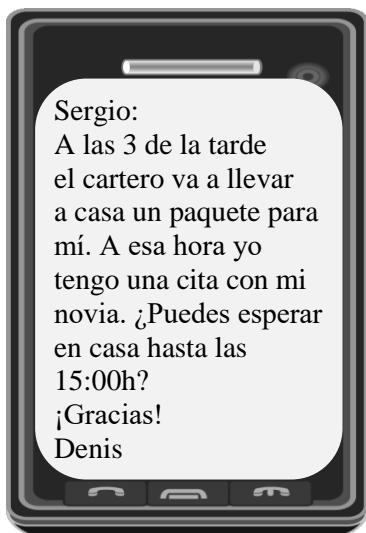 Sergio:
A las 3 de la tarde
el cartero va a llevar
a casa un paquete para
mí. A esa hora yo
tengo una cita con mi
novia. ¿Puedes esperar
en casa hasta las
15:00h?
¡Gracias!
Denis